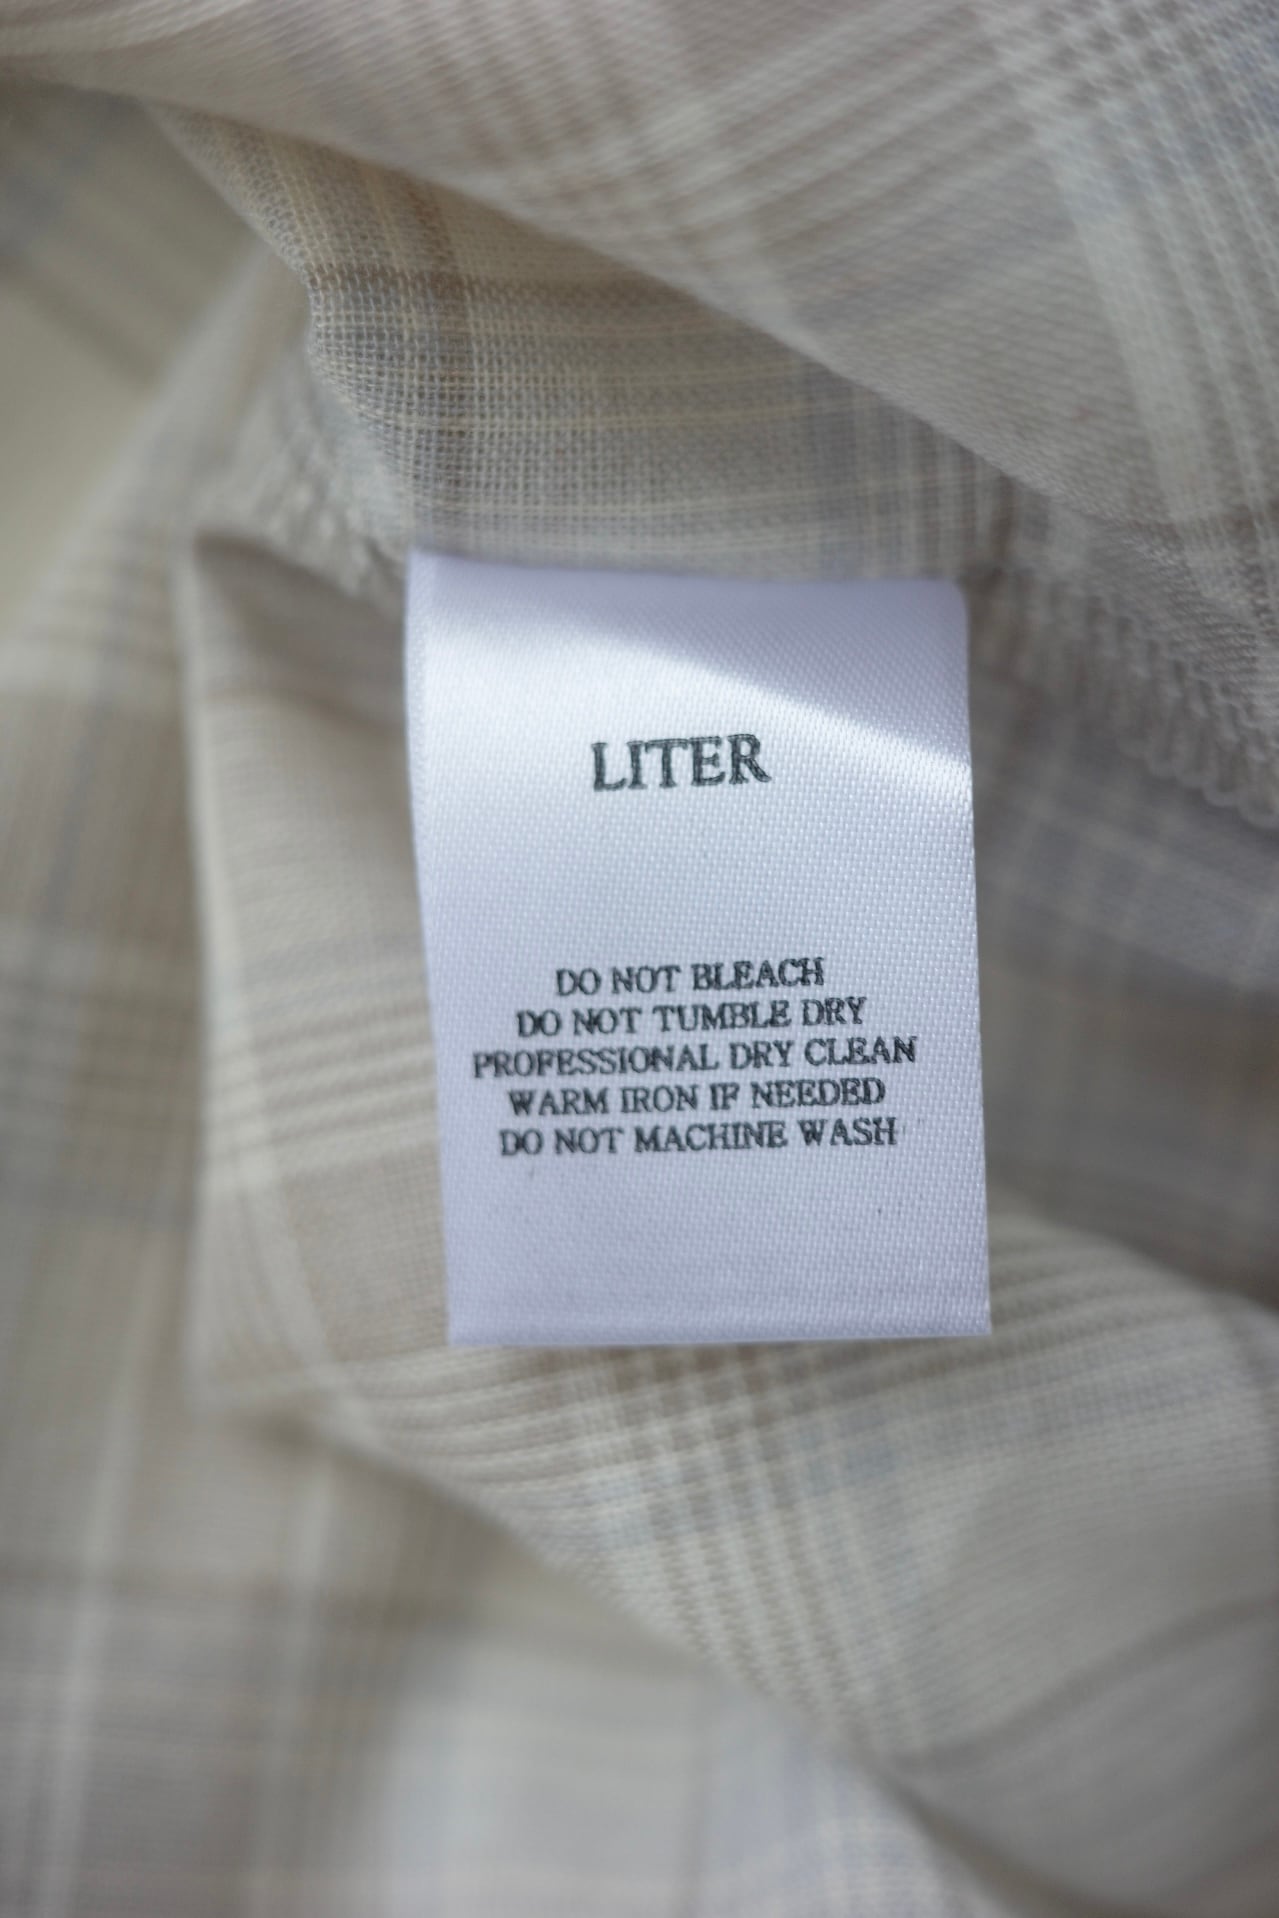 LITER
DO NOT BLEACH
DO NOT TUMBLE DRY
PROFESSIONAL DRY CLEAN
WARM IRON IF NEEDED
DO NOT MACHINE WASH